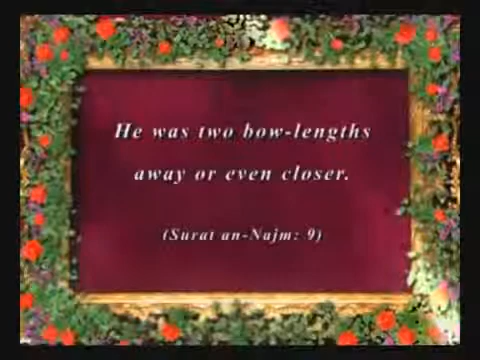 He was two bow-lengths
away or even closer.
(Surat an-Najm: 9)